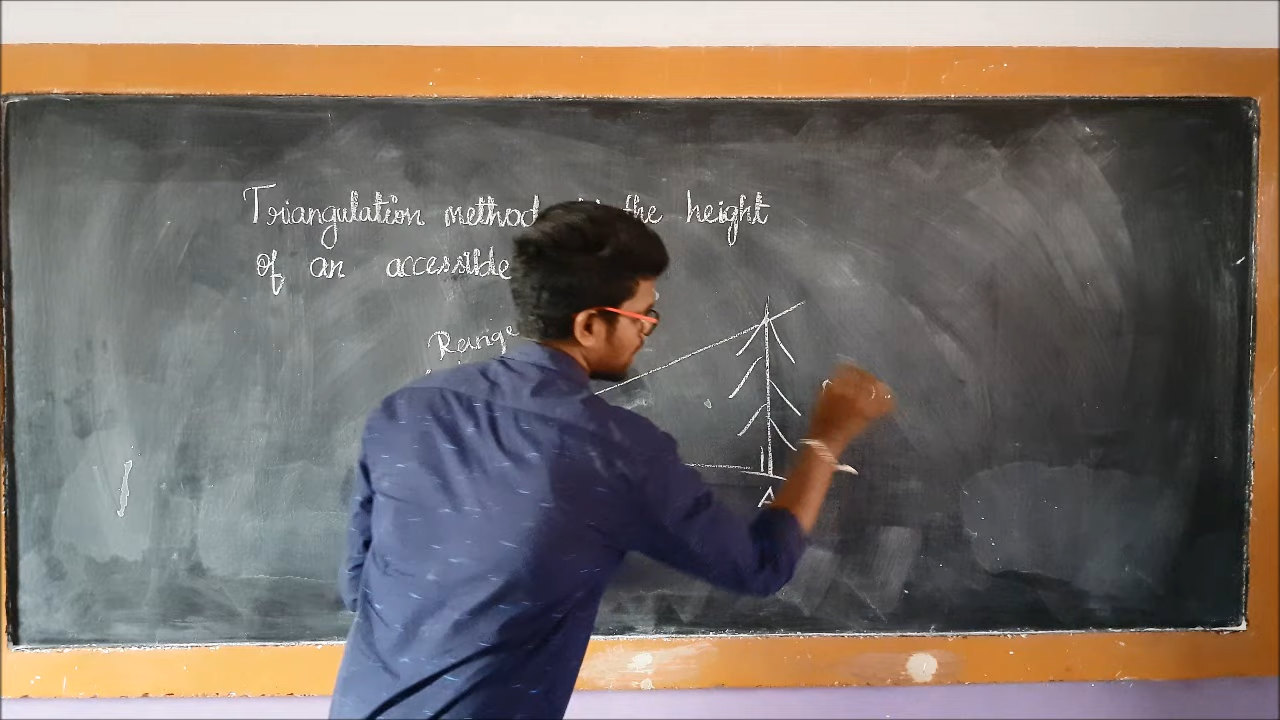 Triangulation method the height
of an accessible
Range
A